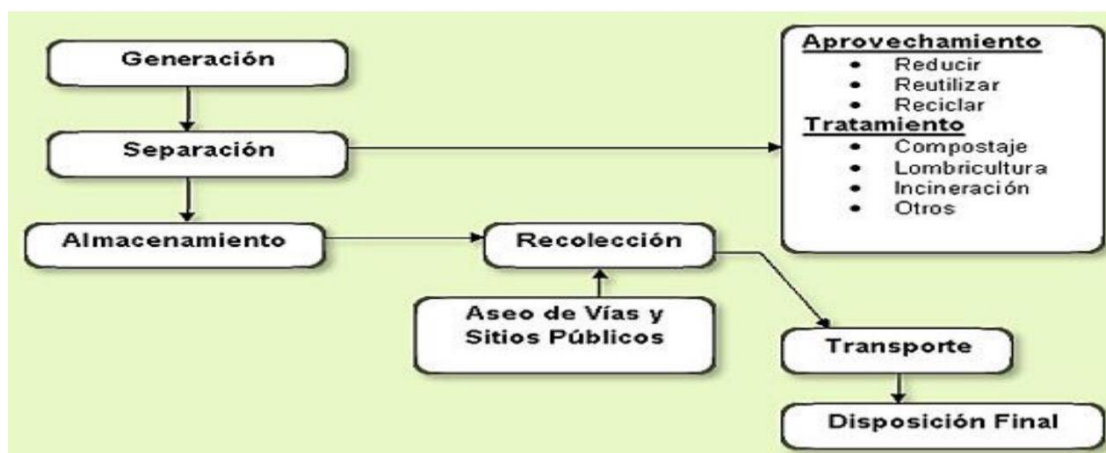 Generación
Separación
Almacenamiento
Recolección
Aseo de Vías y
Sitios Públicos
Aprovechamiento
• Reducir
• Reutilizar
• Reciclar
Tratamiento
• Compostaje
• Lombricultura
• Incineración
• Otros
Transporte
Disposición Final